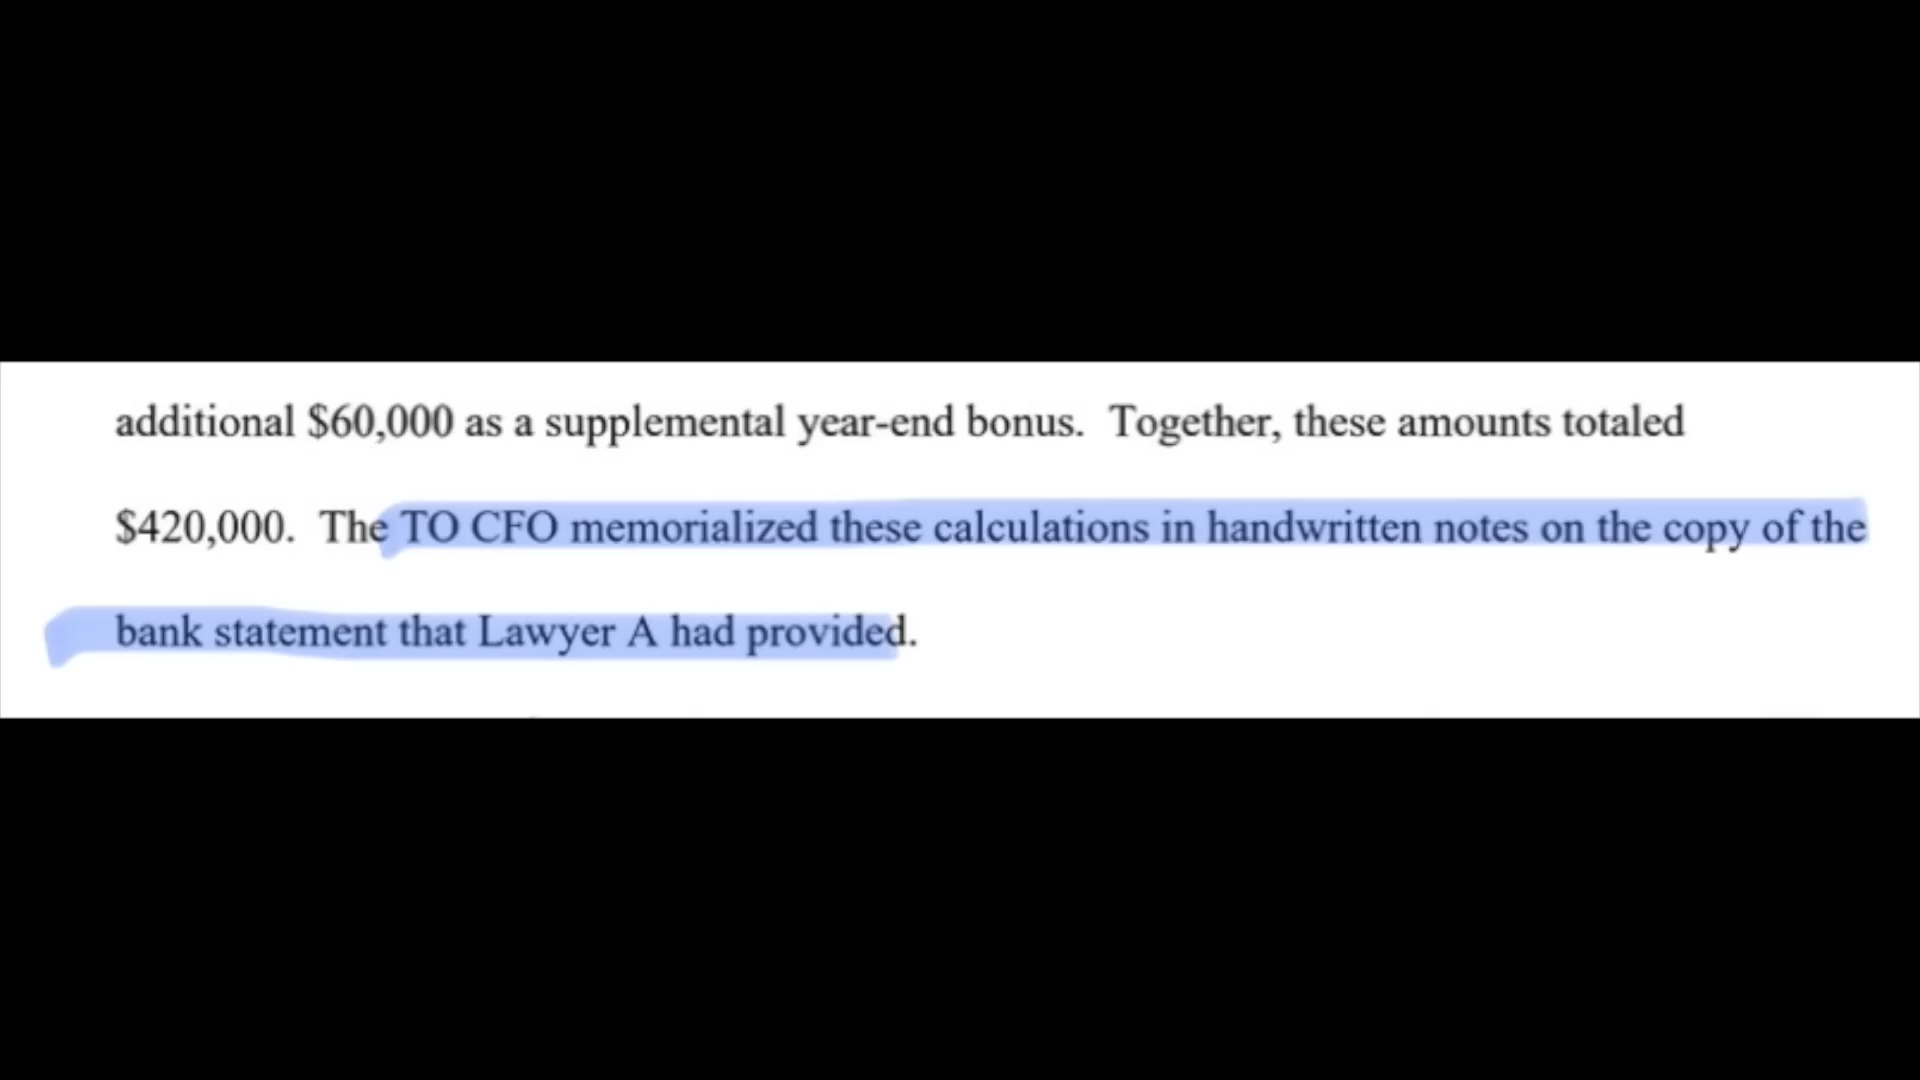 additional $60,000 as a supplemental year-end bonus. Together, these amounts totaled
$420,000. The TO CFO memorialized these calculations in handwritten notes on the copy of the
bank statement that Lawyer A had provided.